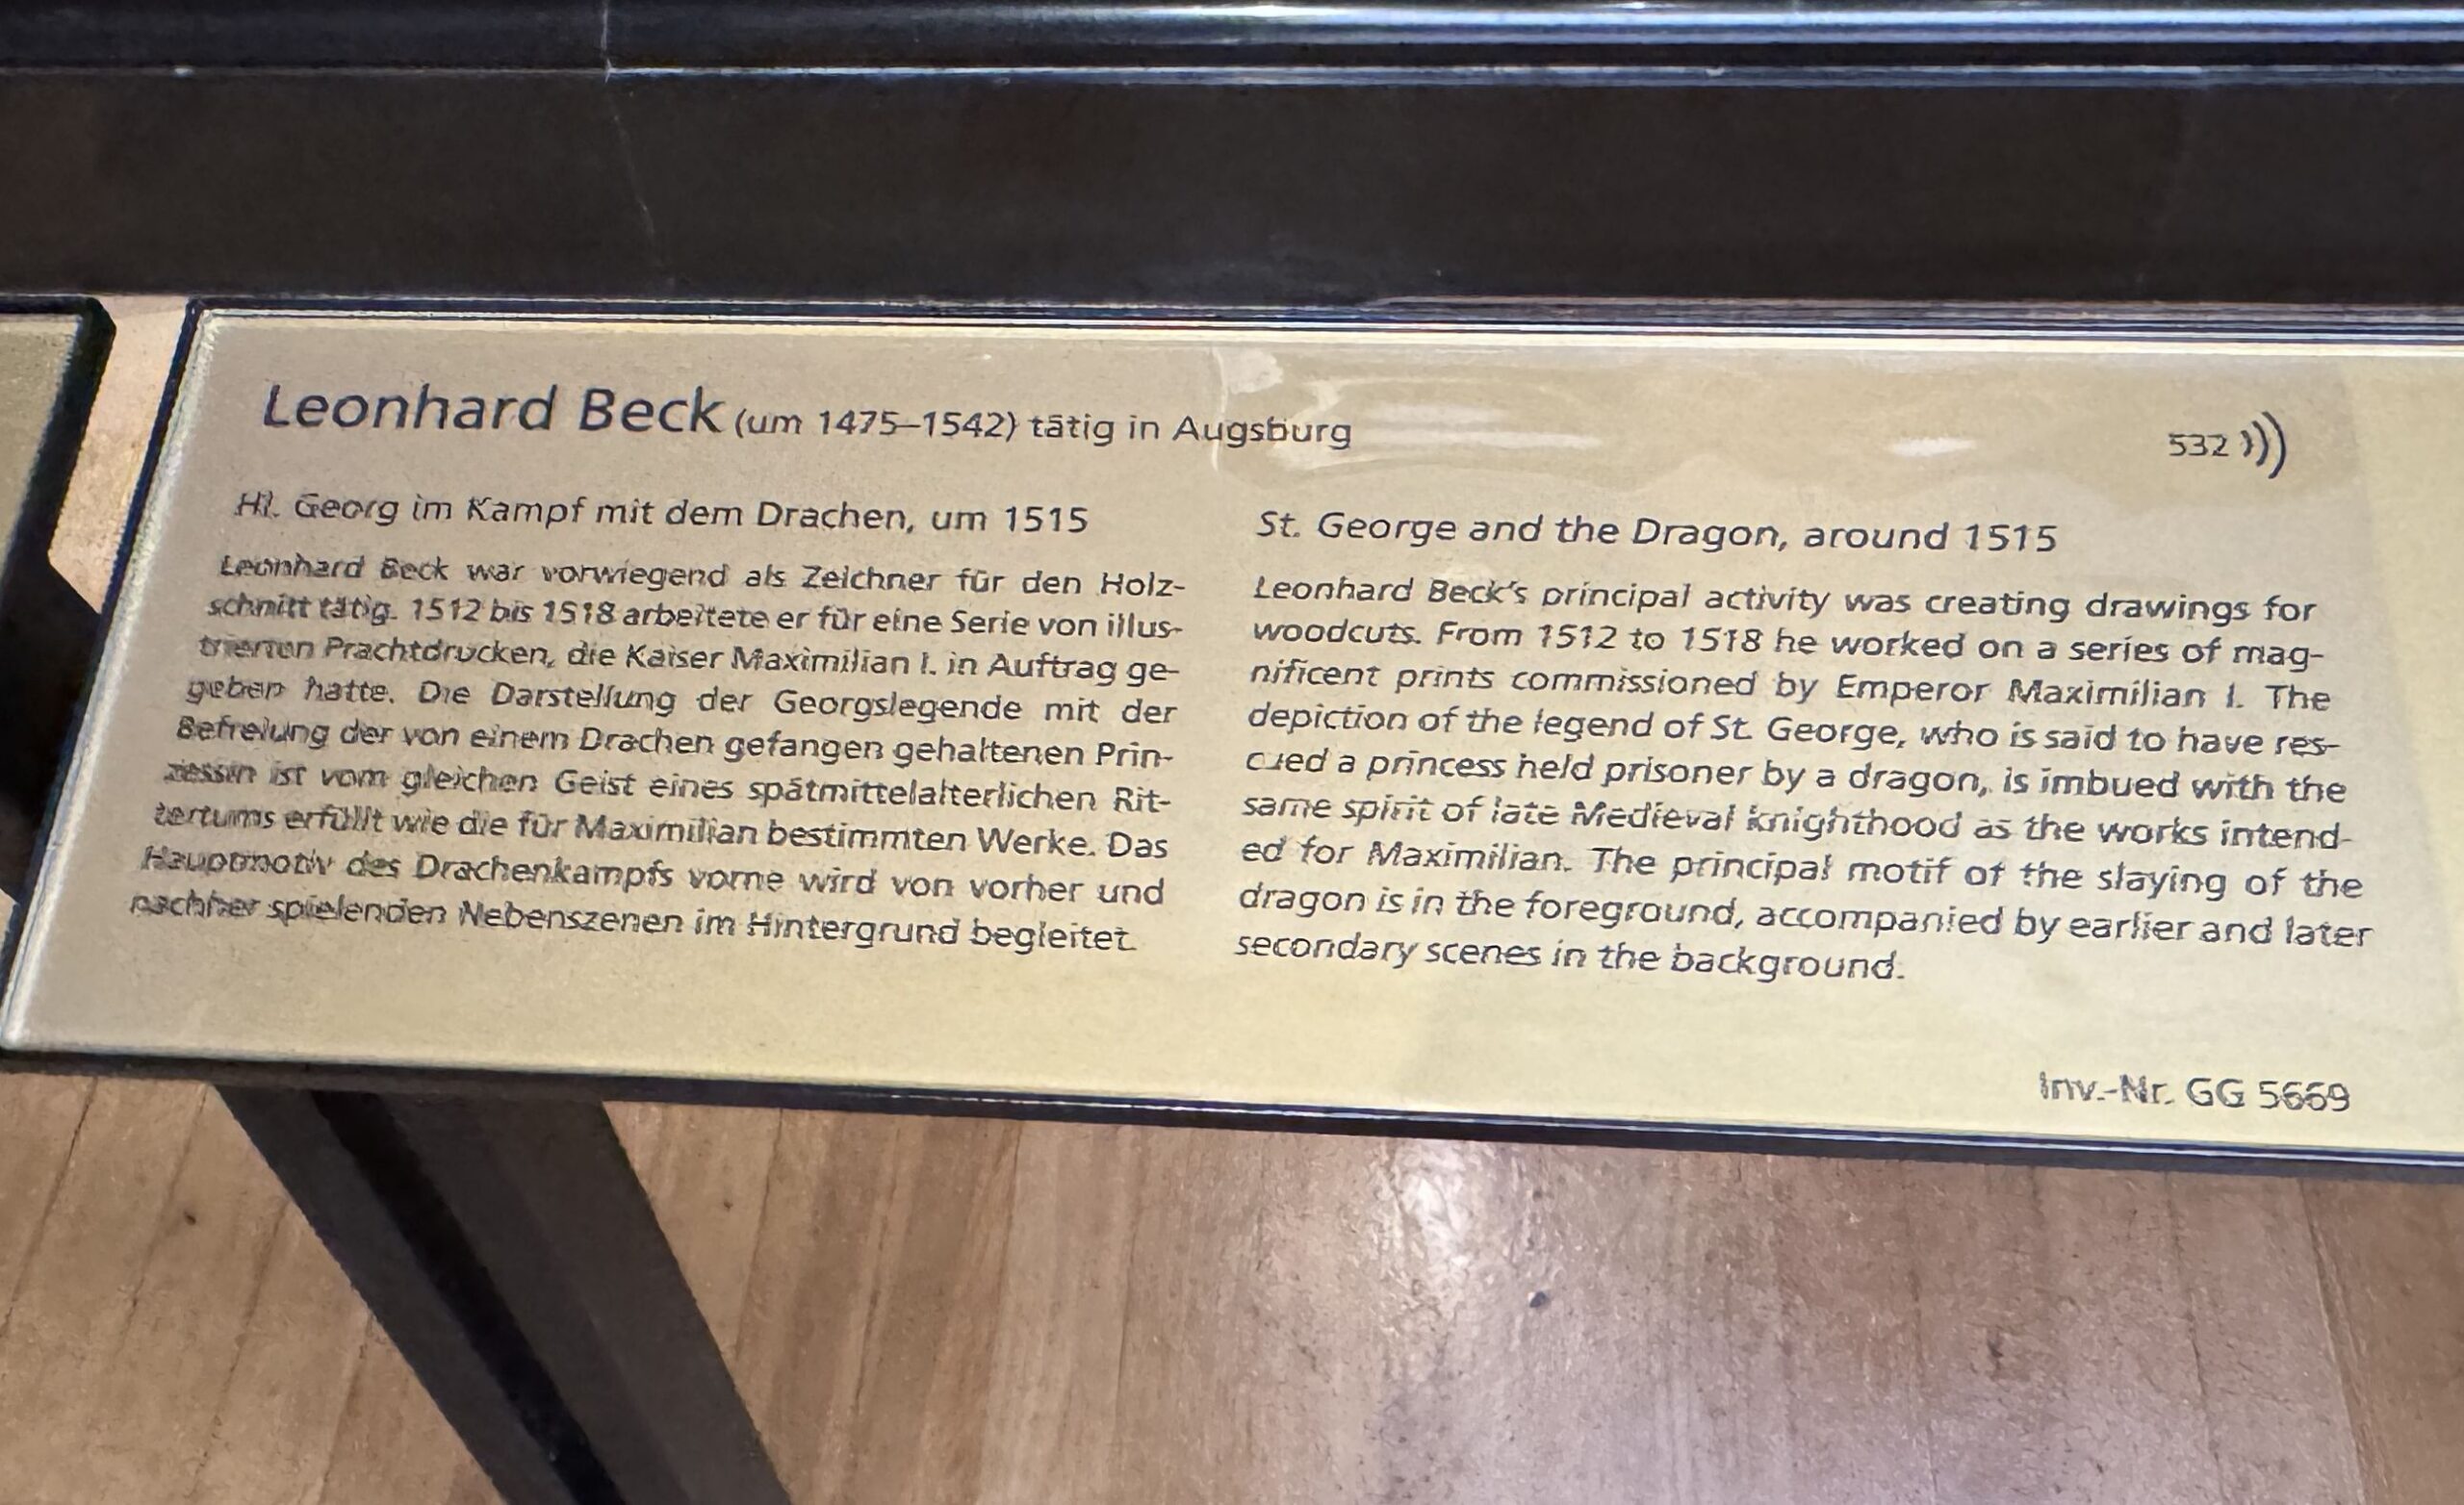 Leonhard Beck (um 1475–1542) tätig in Augsburg
532
Hl. Georg im Kampf mit dem Drachen, um 1515
Leonhard Beck war vorwiegend als Zeichner für den Holz-
schnitt tätig. 1512 bis 1518 arbeitete er für eine Serie von illus-
trierten Prachtdrucken, die Kaiser Maximilian I. in Auftrag ge-
geben hatte. Die Darstellung der Georgslegende mit der
Befreiung der von einem Drachen gefangen gehaltenen Prin-
zessin ist vom gleichen Geist eines spätmittelalterlichen Rit-
tertums erfüllt wie die für Maximilian bestimmten Werke. Das
Hauptmotiv des Drachenkampfs vorne wird von vorher und
nachher spielenden Nebenszenen im Hintergrund begleitet.
St. George and the Dragon, around 1515
Leonhard Beck's principal activity was creating drawings for
woodcuts. From 1512 to 1518 he worked on a series of mag-
nificent prints commissioned by Emperor Maximilian I. The
depiction of the legend of St. George, who is said to have res-
cued a princess held prisoner by a dragon, is imbued with the
same spirit of late Medieval knighthood as the works intend-
ed for Maximilian. The principal motif of the slaying of the
dragon is in the foreground, accompanied by earlier and later
secondary scenes in the background.
Inv.-Nr. GG 5669